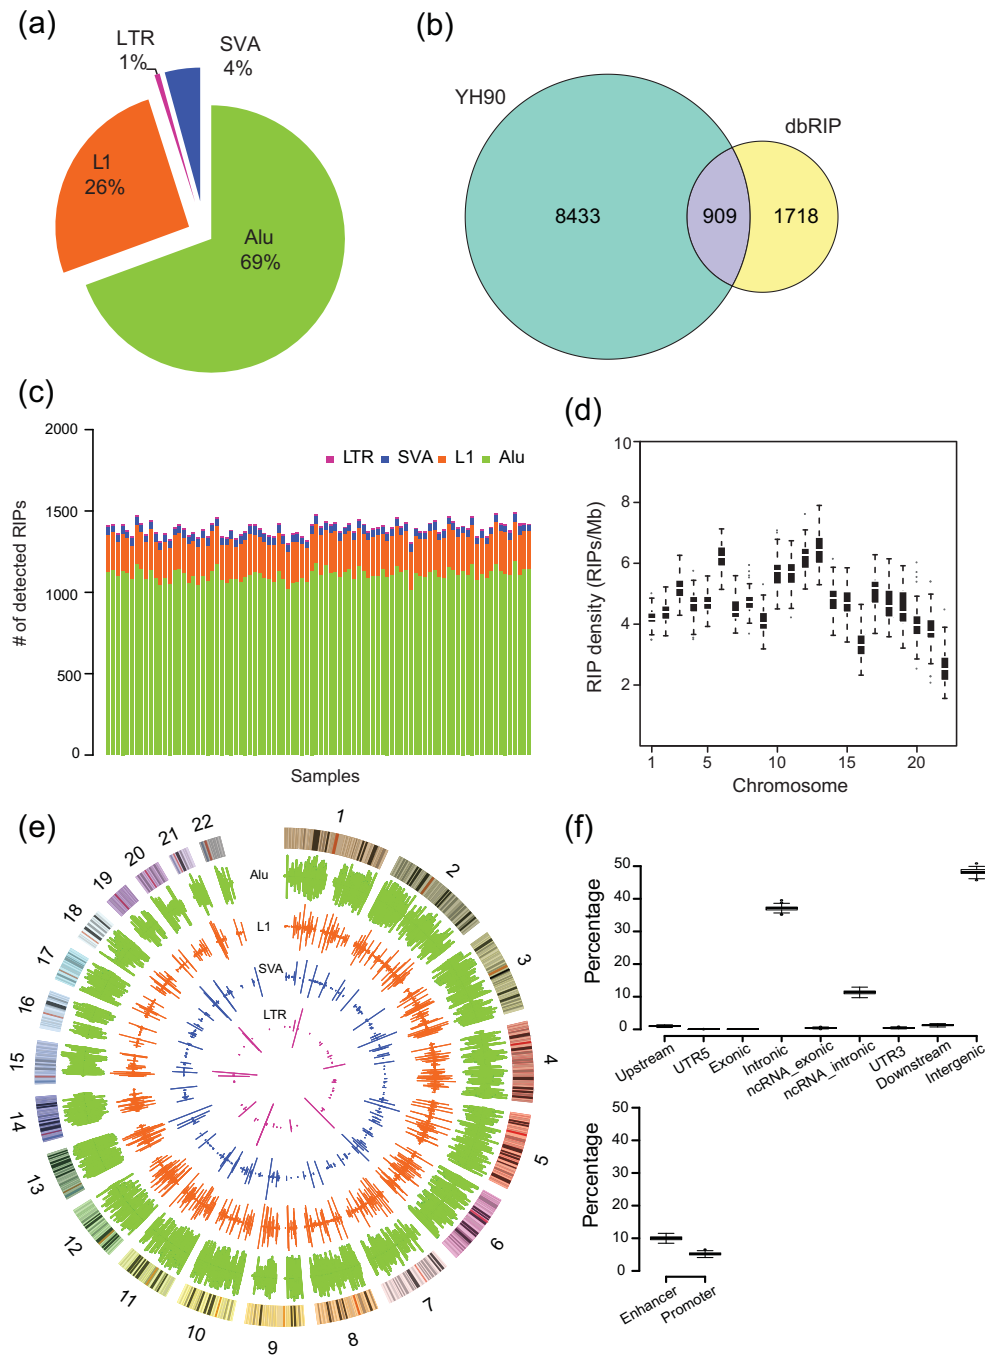 (a)
LTR
1%
SVA
4%
L1
26%
Alu
69%
(b)
YH90
dbRIP
8433
909
1718
(c)
# of detected RIPs
2000
1500
1000
500
0
LTR SVA L1 Alu
Samples
(d)
RIP density (RIPs/Mb)
10
8
6
4
2
1 5 10 15 20
Chromosome
(e)
1
2
3
4
5
6
7
8
9
10
11
12
13
14
15
16
17
18
19
20
21
22
Alu
L1
SVA
LTR
(f)
Percentage
50
40
30
20
10
0
Upstream
UTR5
Exonic
Intronic
ncRNA_exonic
ncRNA_intronic
UTR3
Downstream
Intergenic
Percentage
50
40
30
20
10
0
Enhancer
Promoter